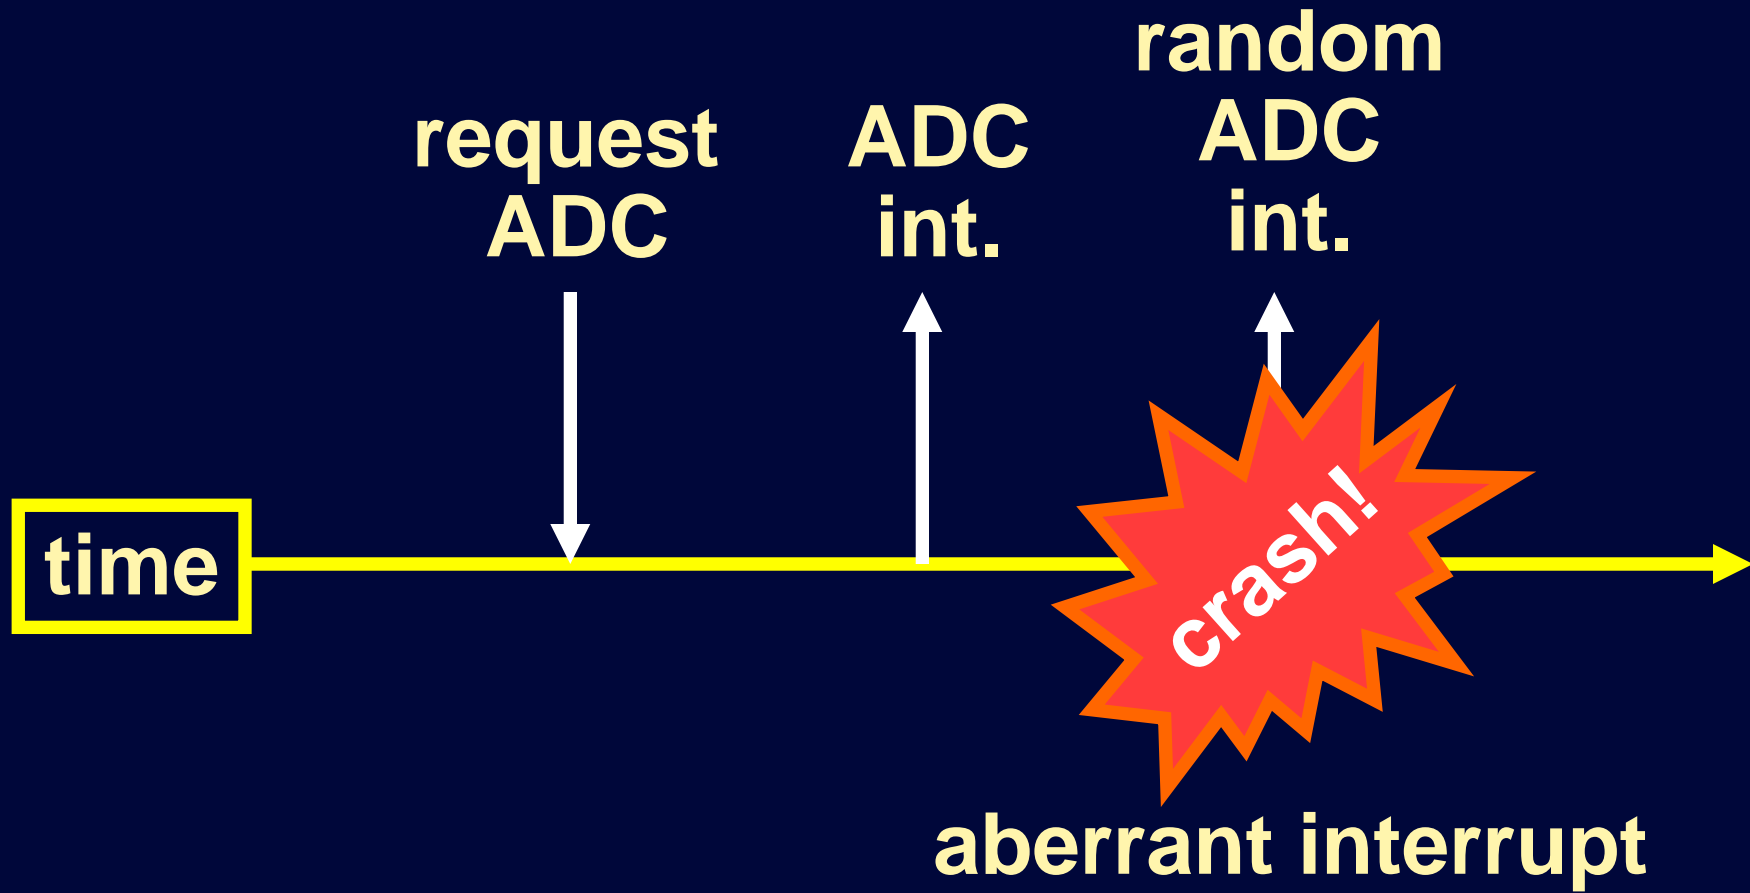 request
ADC
ADC
int.
random
ADC
int.
time
crash!
aberrant interrupt